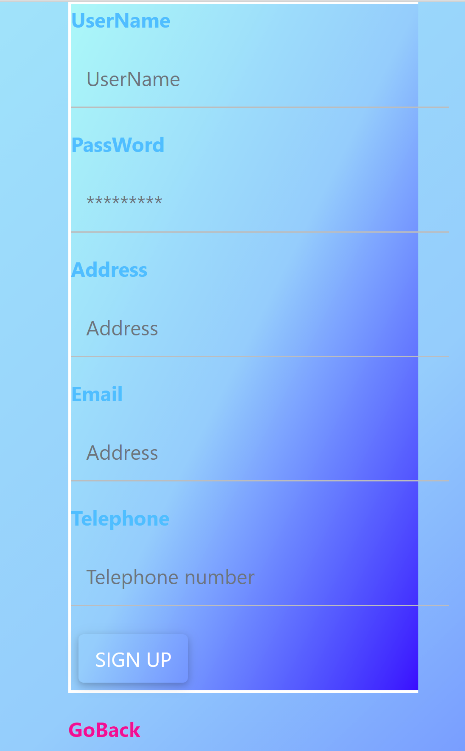 UserName
UserName
PassWord
*********
Address
Address
Email
Address
Telephone
Telephone number
SIGN UP
GoBack